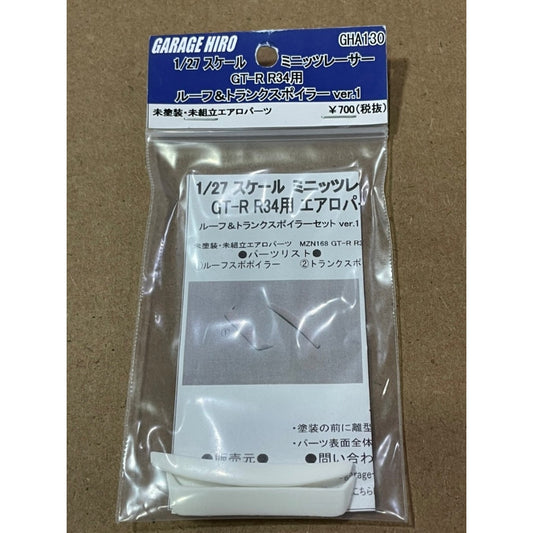 GARAGE HIRO
GHA130
1/27 スケール ミニッツレーサー
GT-R R34用
ルーフ&トランクスポイラー ver.1
未塗装・未組立エアロパーツ
¥700(税抜)
1/27 スケール ミニッツレ
GT-R R34用 エアロパ
ルーフ&トランクスポイラーセット ver.1
未塗装・未組立エアロパーツ MZN168 GT-R R3
●パーツリスト●
①ルーフスポイラー ②トランクスポ
・塗装の前に離型
・パーツ表面全体
●販売元●
●問い合わ
garage-
こちら